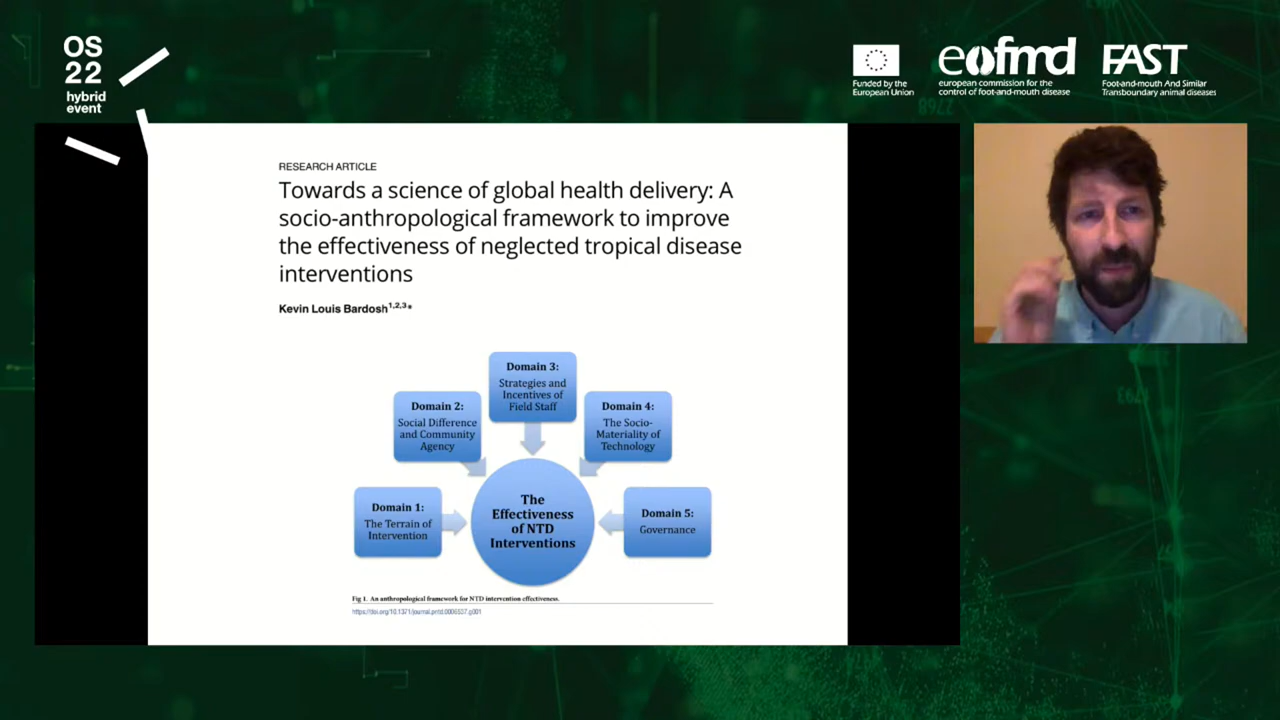 OS
22
hybrid
event
Funded by the
European Union
eofmd
european commission for the
control of foot-and-mouth disease
FAST
Foot-and-mouth And Similar
Transboundary animal diseases
RESEARCH ARTICLE
Towards a science of global health delivery: A
socio-anthropological framework to improve
the effectiveness of neglected tropical disease
interventions
Kevin Louis Bardosh1,2,3*
Domain 3:
Strategies and
Incentives of
Field Staff
Domain 2:
Social Difference
and Community
Agency
Domain 4:
The Socio-
Materiality of
Technology
Domain 1:
The Terrain of
Intervention
The
Effectiveness
of NTD
Interventions
Domain 5:
Governance
Fig 1. An anthropological framework for NTD intervention effectiveness.
https://doi.org/10.1371/journal.pntd.0006537.g001